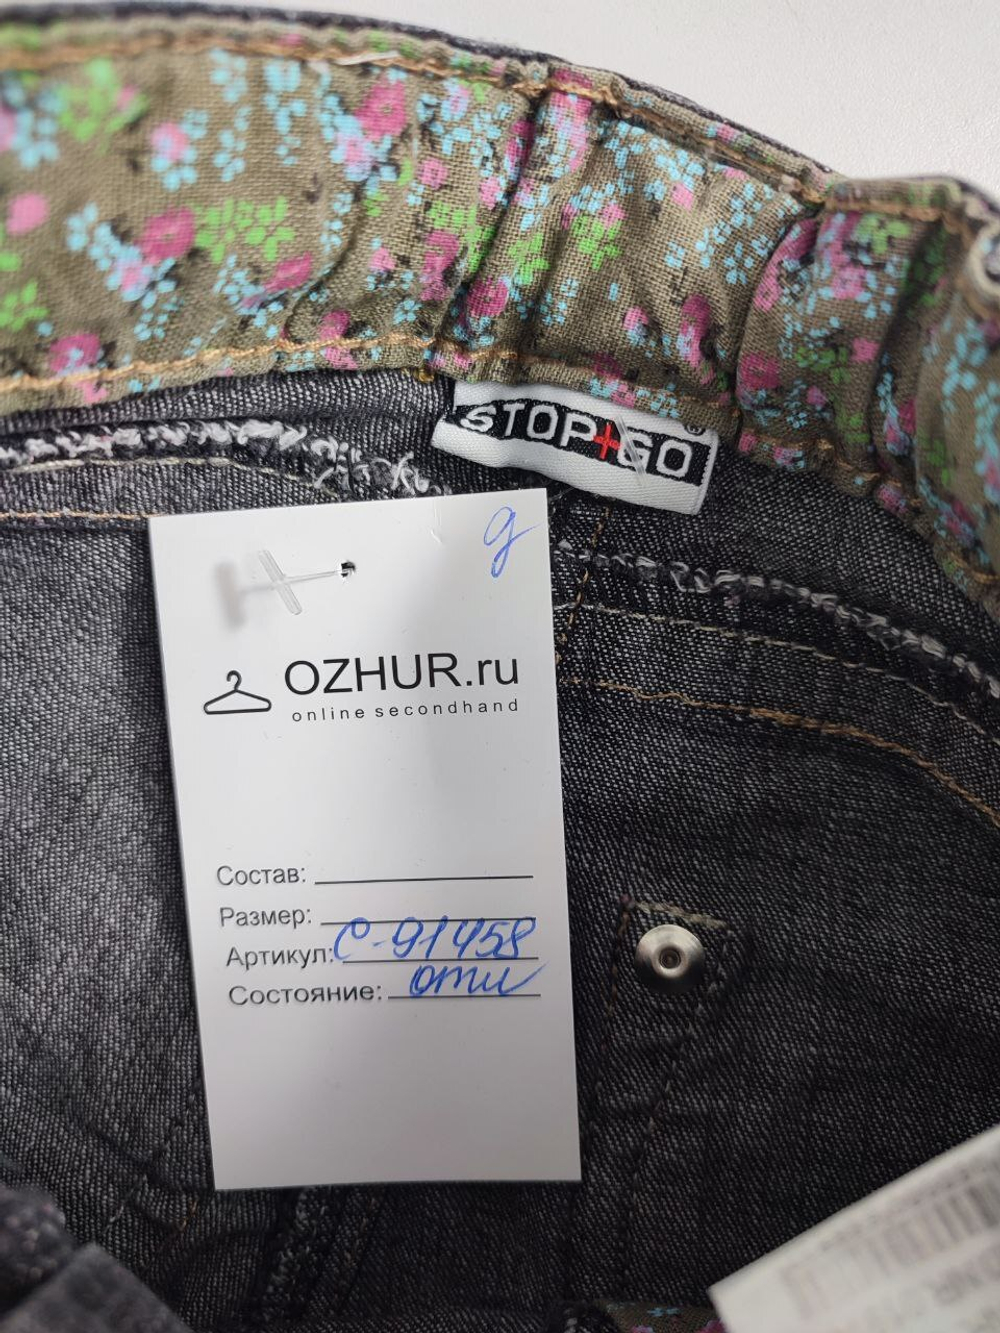 STOP+GO ®
д
OZHUR.ru
online secondhand
Состав:
Размер:
Артикул: С-91458
Состояние: отл